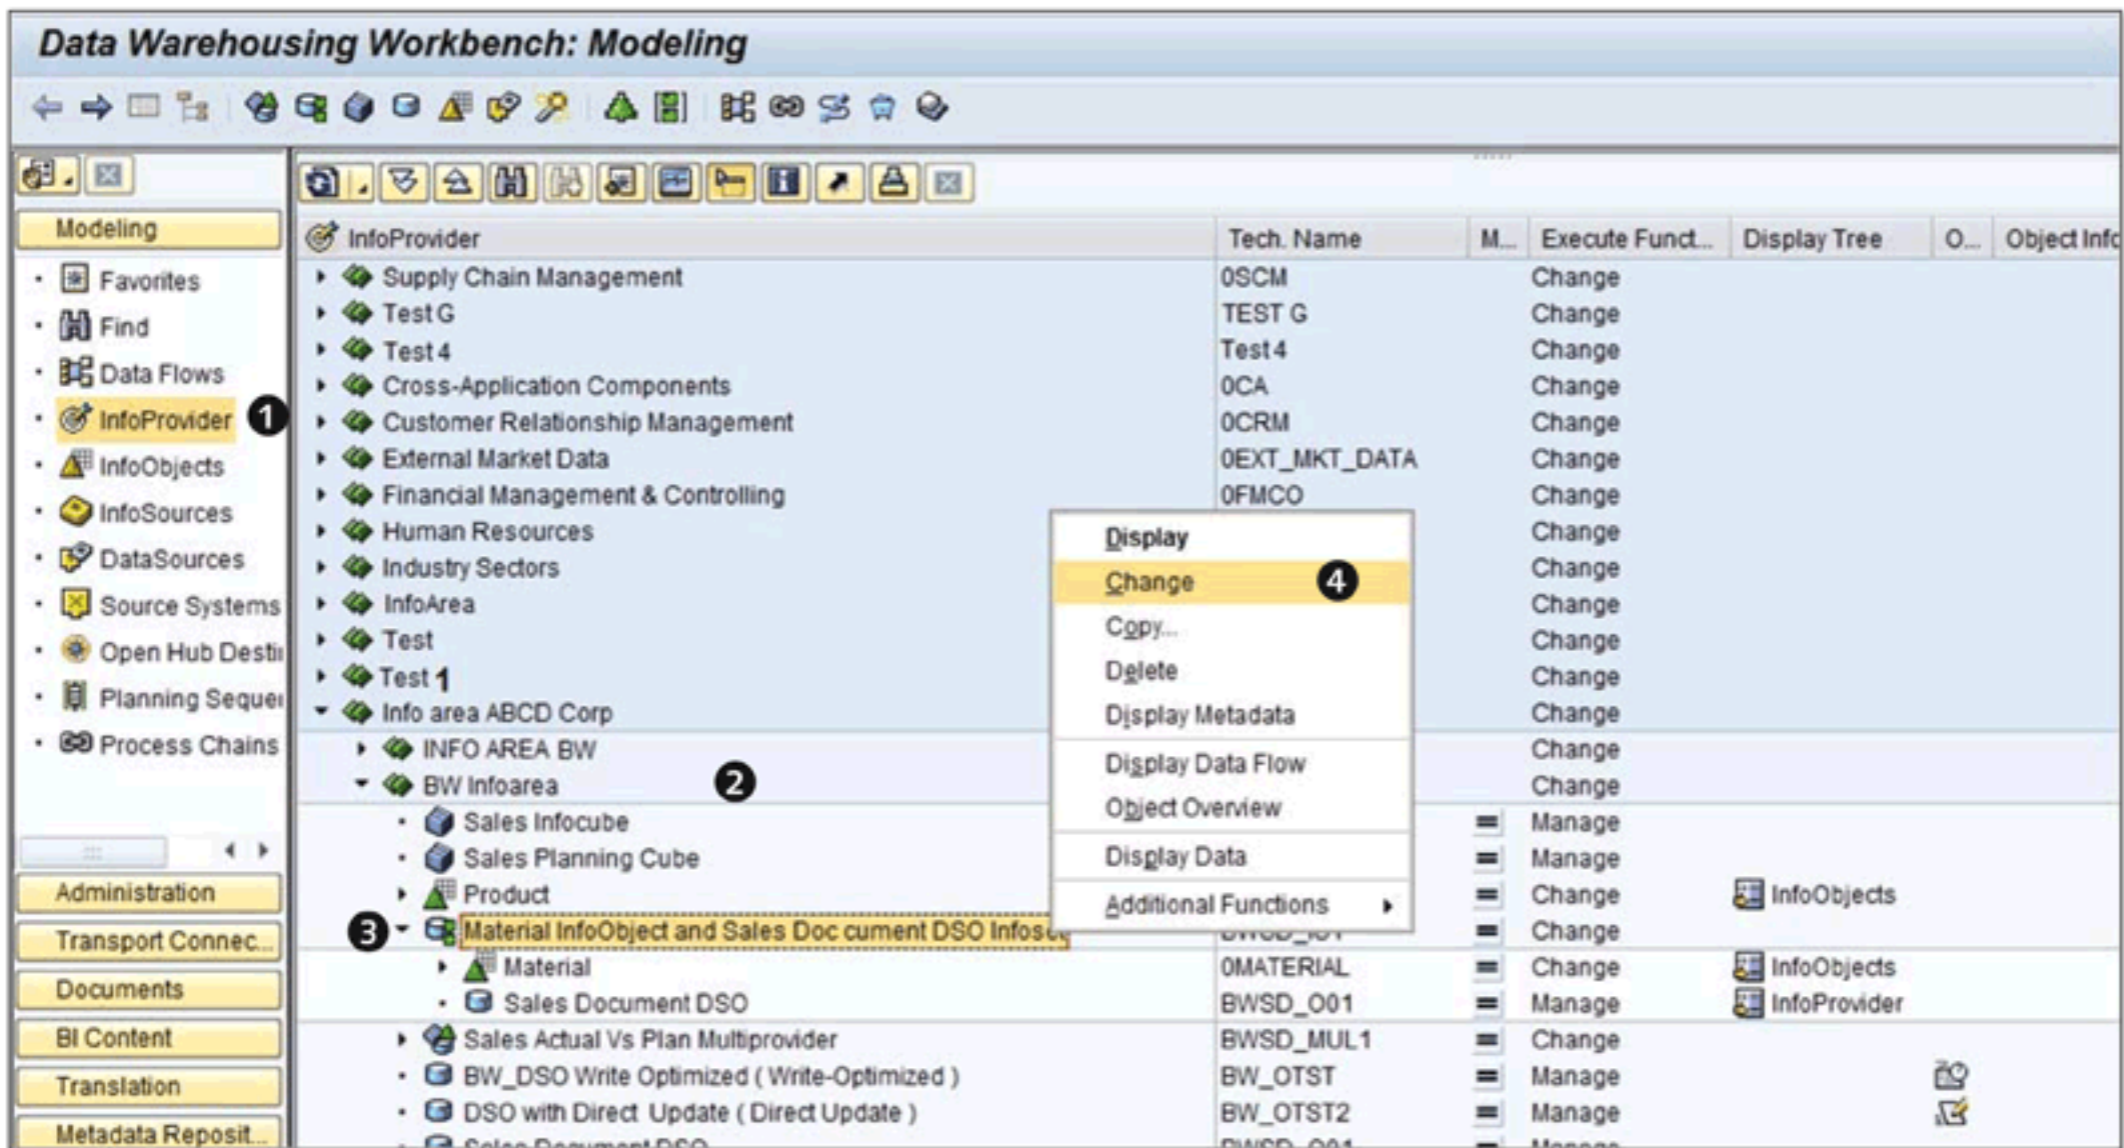 Data Warehousing Workbench: Modeling
Modeling
Favorites
Find
Data Flows
InfoProvider 1
InfoObjects
InfoSources
DataSources
Source Systems
Open Hub Desti
Planning Sequer
Process Chains
Administration
Transport Connec...
Documents
BI Content
Translation
Metadata Reposit...
InfoProvider Tech. Name M... Execute Funct... Display Tree O... Object Info
Supply Chain Management 0SCM Change
Test G TEST G Change
Test 4 Test 4 Change
Cross-Application Components 0CA Change
Customer Relationship Management 0CRM Change
External Market Data 0EXT_MKT_DATA Change
Financial Management & Controlling 0FMCO Change
Human Resources Change
Industry Sectors Change
InfoArea Change
Test Change
Test 1 Change
Info area ABCD Corp Change
INFO AREA BW Change
BW Infoarea 2 Change
Sales Infocube = Manage
Sales Planning Cube = Manage
Product = Change InfoObjects
3 Material InfoObject and Sales Doc cument DSO Infoset = Change
Material 0MATERIAL = Change InfoObjects
Sales Document DSO BWSD_O01 = Manage InfoProvider
Sales Actual Vs Plan Multiprovider BWSD_MUL1 = Change
BW_DSO Write Optimized ( Write-Optimized ) BW_OTST = Manage
DSO with Direct Update ( Direct Update ) BW_OTST2 = Manage
Sales Document DSO BWSD_O01 = Manage
Display
Change 4
Copy...
Delete
Display Metadata
Display Data Flow
Object Overview
Display Data
Additional Functions